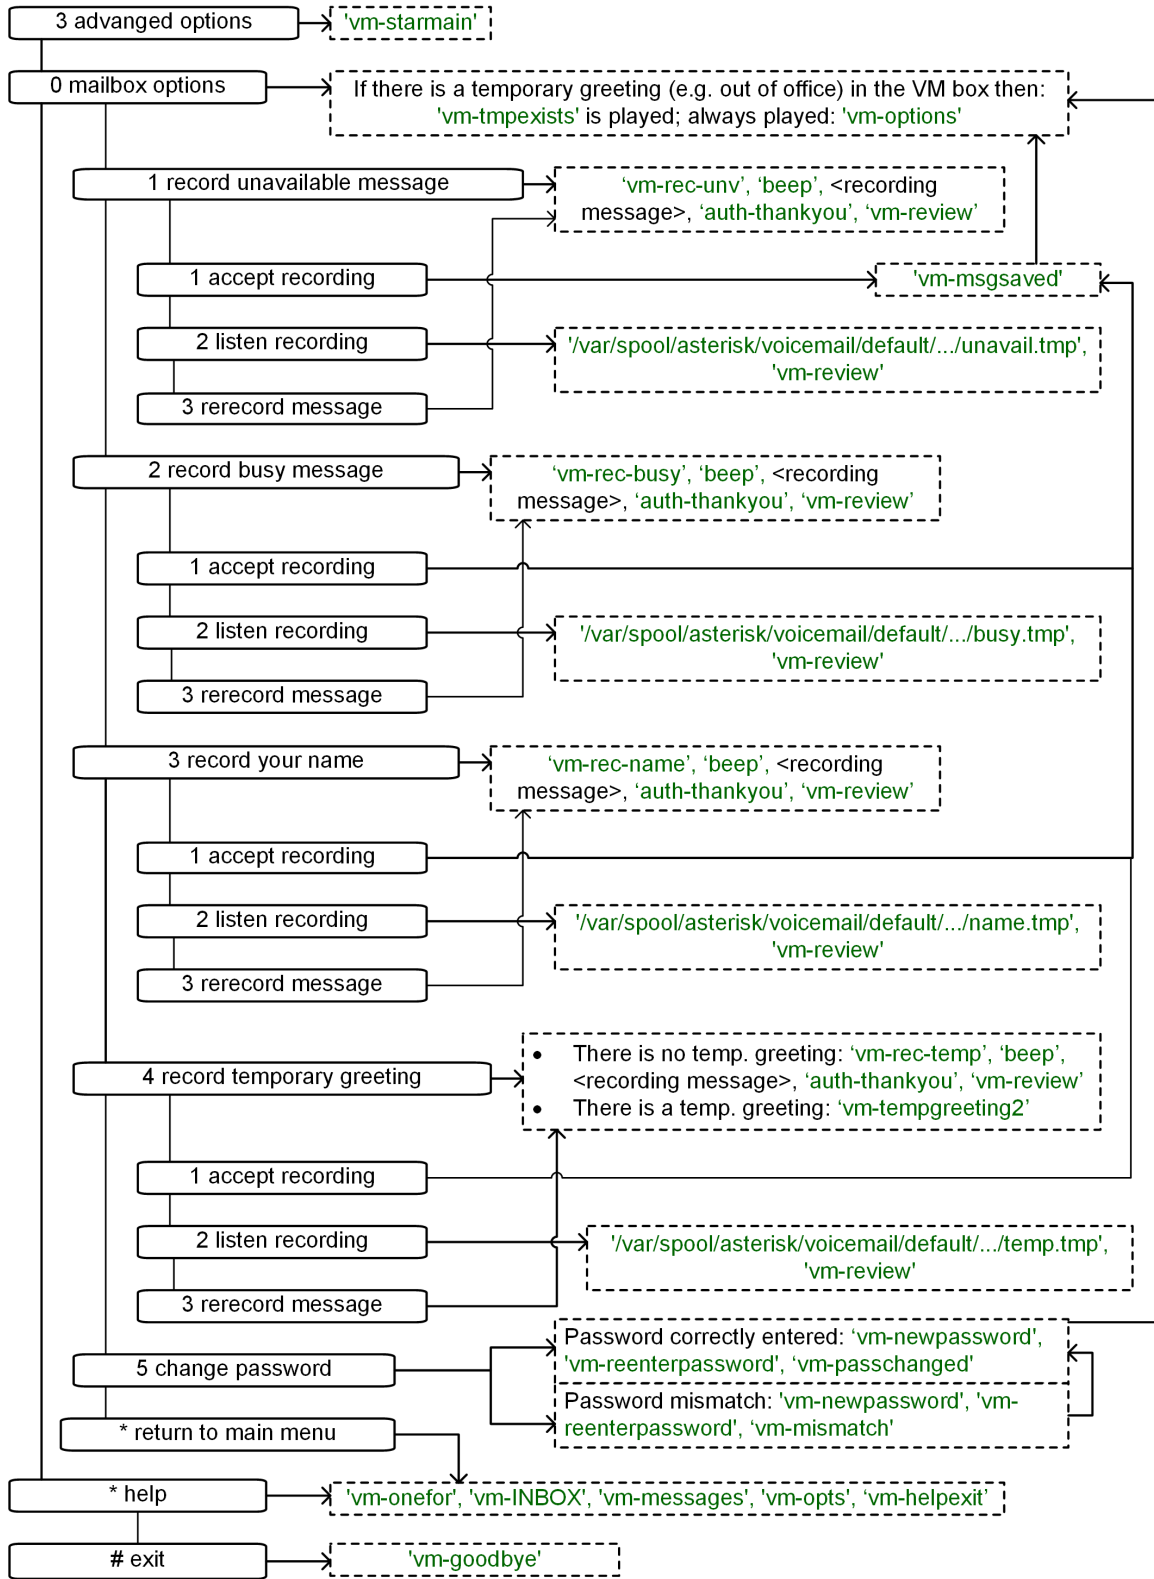 3 advanged options
'vm-starmain'
0 mailbox options
If there is a temporary greeting (e.g. out of office) in the VM box then:
'vm-tmpexists' is played; always played: 'vm-options'
1 record unavailable message
‘vm-rec-unv’, ‘beep’, <recording
message>, ‘auth-thankyou’, ‘vm-review’
1 accept recording
'vm-msgsaved'
2 listen recording
'/var/spool/asterisk/voicemail/default/.../unavail.tmp',
'vm-review'
3 rerecord message
2 record busy message
‘vm-rec-busy’, ‘beep’, <recording
message>, ‘auth-thankyou’, ‘vm-review’
1 accept recording
2 listen recording
'/var/spool/asterisk/voicemail/default/.../busy.tmp',
'vm-review'
3 rerecord message
3 record your name
‘vm-rec-name’, ‘beep’, <recording
message>, ‘auth-thankyou’, ‘vm-review’
1 accept recording
2 listen recording
'/var/spool/asterisk/voicemail/default/.../name.tmp',
'vm-review'
3 rerecord message
4 record temporary greeting
• There is no temp. greeting: ‘vm-rec-temp’, ‘beep’,
<recording message>, ‘auth-thankyou’, ‘vm-review’
• There is a temp. greeting: ‘vm-tempgreeting2’
1 accept recording
2 listen recording
'/var/spool/asterisk/voicemail/default/.../temp.tmp',
'vm-review'
3 rerecord message
5 change password
Password correctly entered: ‘vm-newpassword',
'vm-reenterpassword', ‘vm-passchanged’
Password mismatch: 'vm-newpassword', 'vm-
reenterpassword', ‘vm-mismatch’
* return to main menu
* help
'vm-onefor', 'vm-INBOX', 'vm-messages', 'vm-opts', ‘vm-helpexit’
# exit
'vm-goodbye'